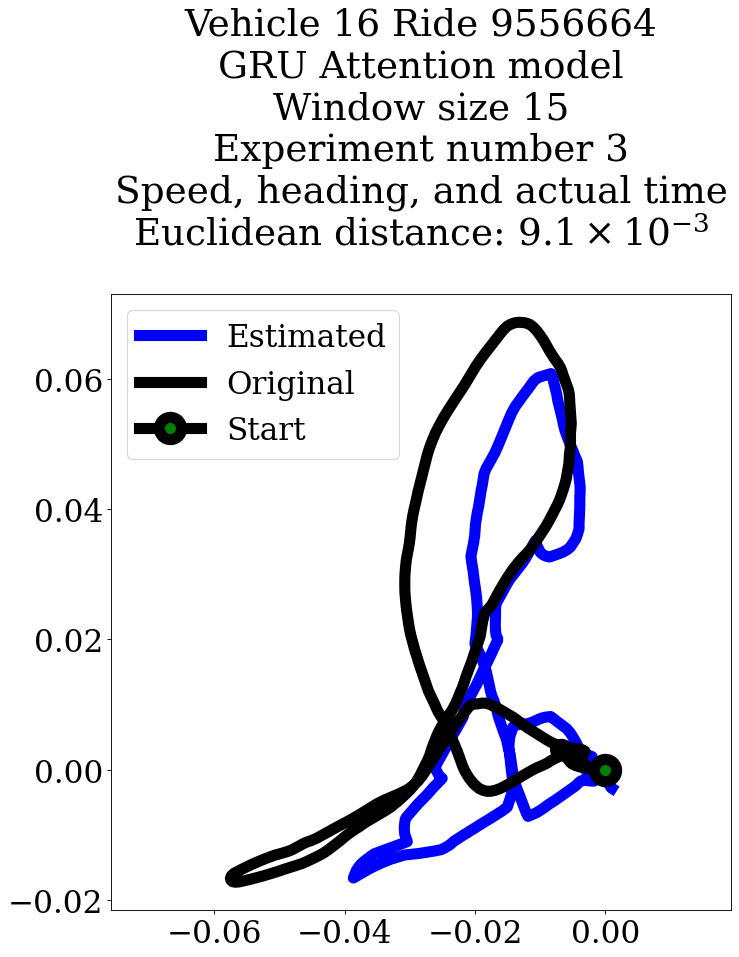 Vehicle 16 Ride 9556664
GRU Attention model
Window size 15
Experiment number 3
Speed, heading, and actual time
Euclidean distance: 9.1 × 10⁻³
Estimated
Original
Start
0.06
0.04
0.02
0.00
−0.02
−0.06
−0.04
−0.02
0.00